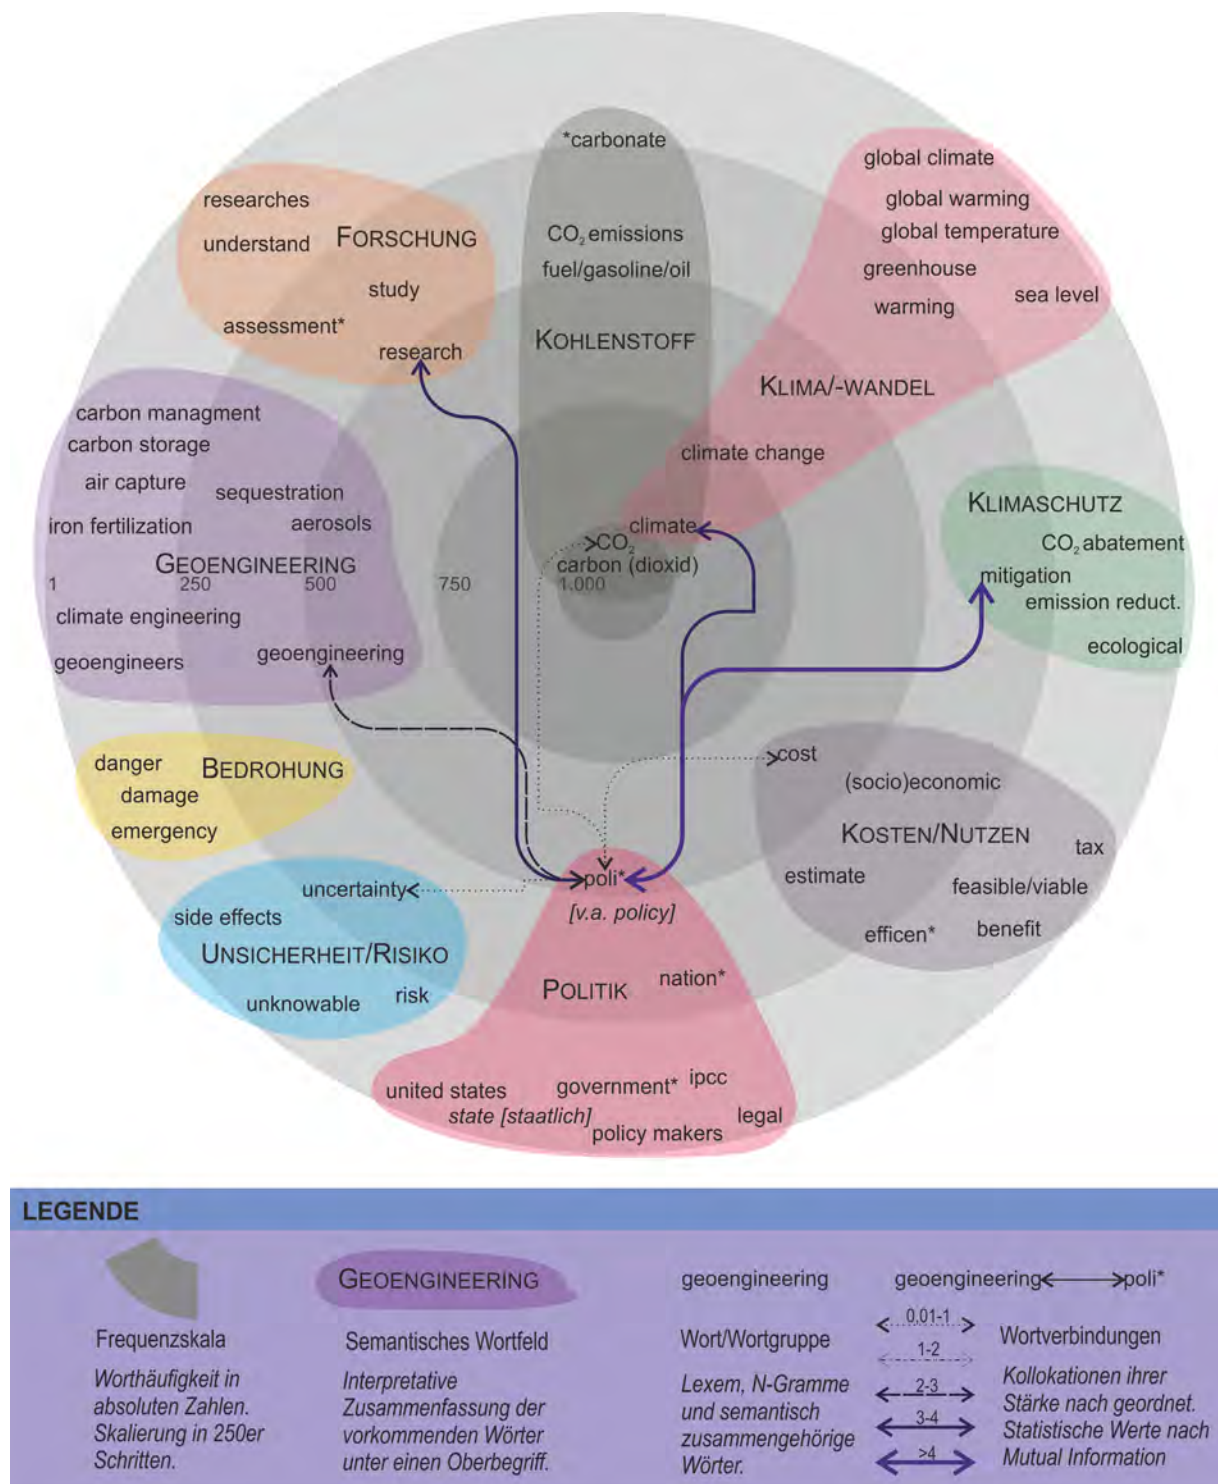 *carbonate
CO₂ emissions
fuel/gasoline/oil
KOHLENSTOFF
global climate
global warming
global temperature
greenhouse
warming
sea level
KLIMA/-WANDEL
climate change
climate
CO₂
carbon (dioxid)
researches
understand
FORSCHUNG
study
assessment*
research
carbon managment
carbon storage
air capture
sequestration
iron fertilization
aerosols
GEOENGINEERING
1
250
500
750
1.000
climate engineering
geoengineers
geoengineering
KLIMASCHUTZ
CO₂ abatement
mitigation
emission reduct.
ecological
danger
BEDROHUNG
damage
emergency
cost
(socio)economic
KOSTEN/NUTZEN
tax
estimate
feasible/viable
efficen*
benefit
uncertainty
side effects
UNSICHERHEIT/RISIKO
unknowable
risk
poli*
[v.a. policy]
POLITIK
nation*
united states
government*
ipcc
state [staatlich]
legal
policy makers
LEGENDE
Frequenzskala
Worthäufigkeit in
absoluten Zahlen.
Skalierung in 250er
Schritten.
GEOENGINEERING
Semantisches Wortfeld
Interpretative
Zusammenfassung der
vorkommenden Wörter
unter einen Oberbegriff.
geoengineering
Wort/Wortgruppe
Lexem, N-Gramme
und semantisch
zusammengehörige
Wörter.
geoengineering poli*
0,01-1
1-2
2-3
3-4
>4
Wortverbindungen
Kollokationen ihrer
Stärke nach geordnet.
Statistische Werte nach
Mutual Information